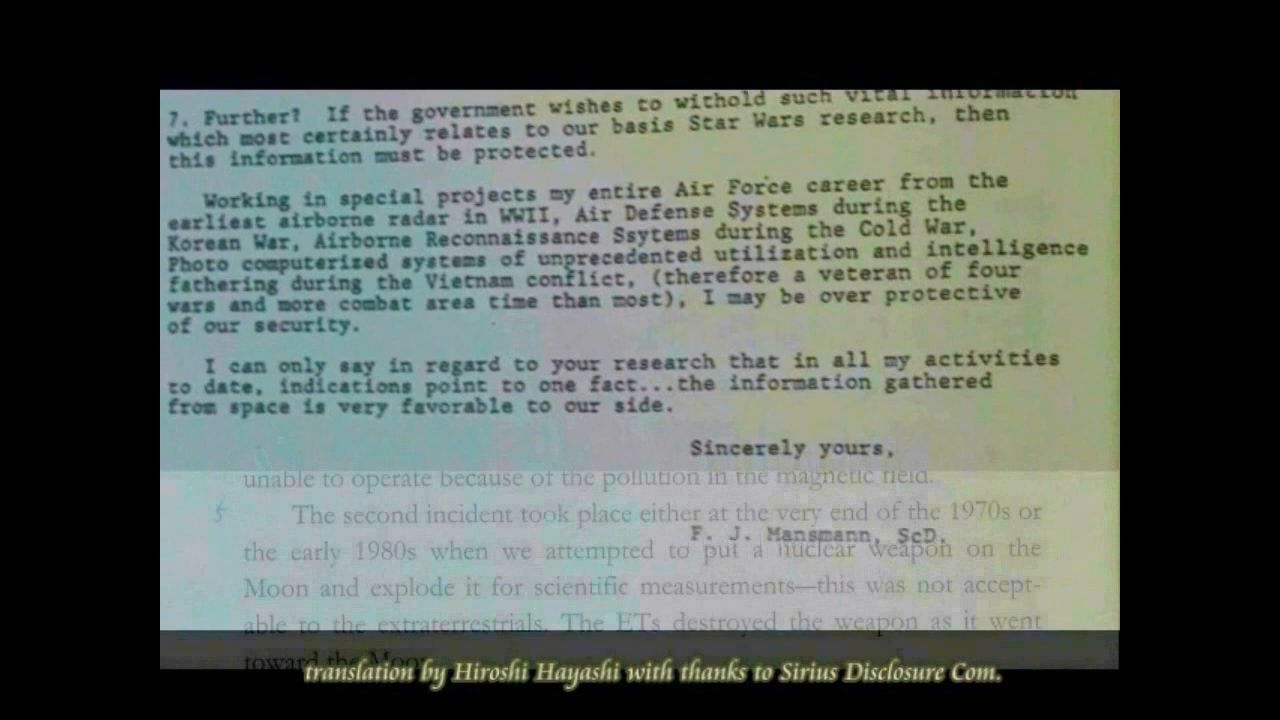 7. Further? If the government wishes to withold such vital information
which most certainly relates to our basis Star Wars research, then
this information must be protected.
Working in special projects my entire Air Force career from the
earliest airborne radar in WWII, Air Defense Systems during the
Korean War, Airborne Reconnaissance Ssytems during the Cold War,
Photo computerized systems of unprecedented utilization and intelligence
fathering during the Vietnam conflict, (therefore a veteran of four
wars and more combat area time than most), I may be over protective
of our security.
I can only say in regard to your research that in all my activities
to date, indications point to one fact...the information gathered
from space is very favorable to our side.
Sincerely yours,
unable to operate because of the pollution in the magnetic field.
5 The second incident took place either at the very end of the 1970s or
F. J. Mansmann, ScD.
the early 1980s when we attempted to put a nuclear weapon on the
Moon and explode it for scientific measurements—this was not accept-
able to the extraterrestrials. The ETs destroyed the weapon as it went
toward the Moon
translation by Hiroshi Hayashi with thanks to Sirius Disclosure Com.